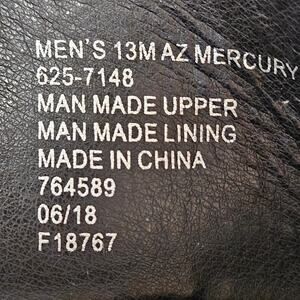 MEN'S 13M AZ MERCURY
625-7148
MAN MADE UPPER
MAN MADE LINING
MADE IN CHINA
764589
06/18
F18767